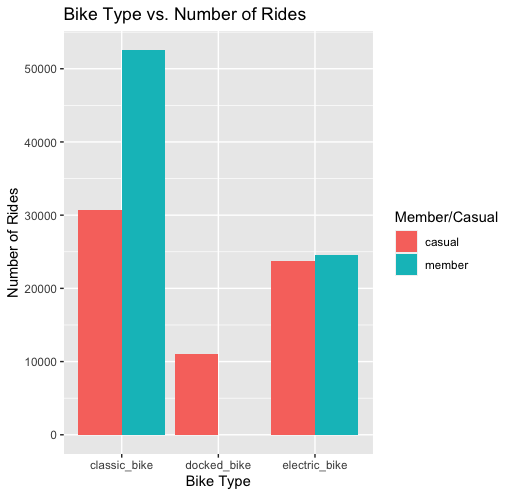 Bike Type vs. Number of Rides
50000
40000
30000
20000
10000
0
Number of Rides
classic_bike docked_bike electric_bike
Bike Type
Member/Casual
casual
member